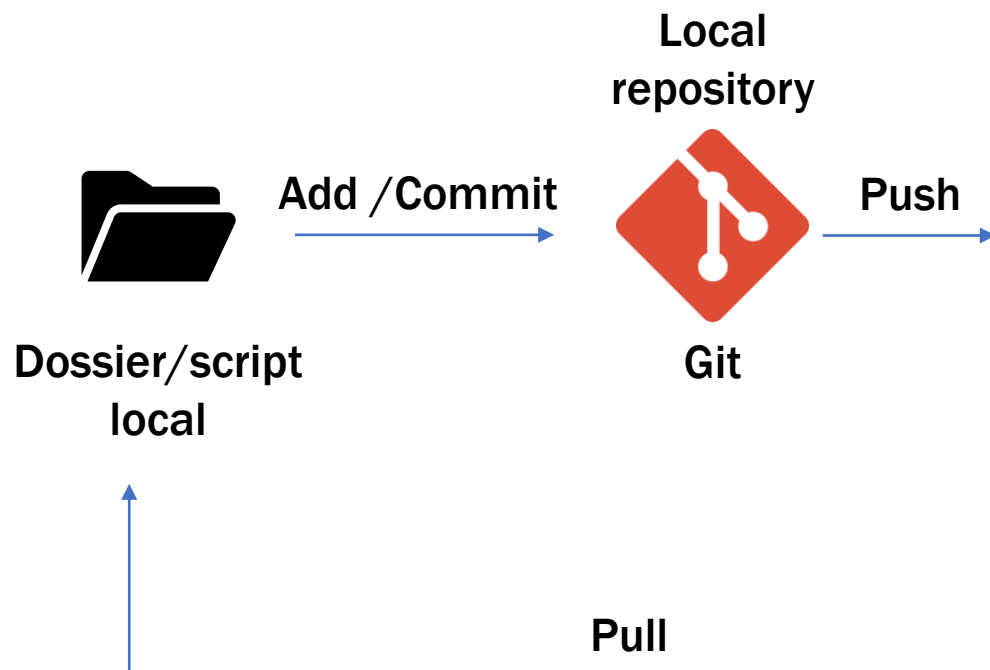 Local
repository
Add /Commit
Push
Dossier/script
local
Git
Pull